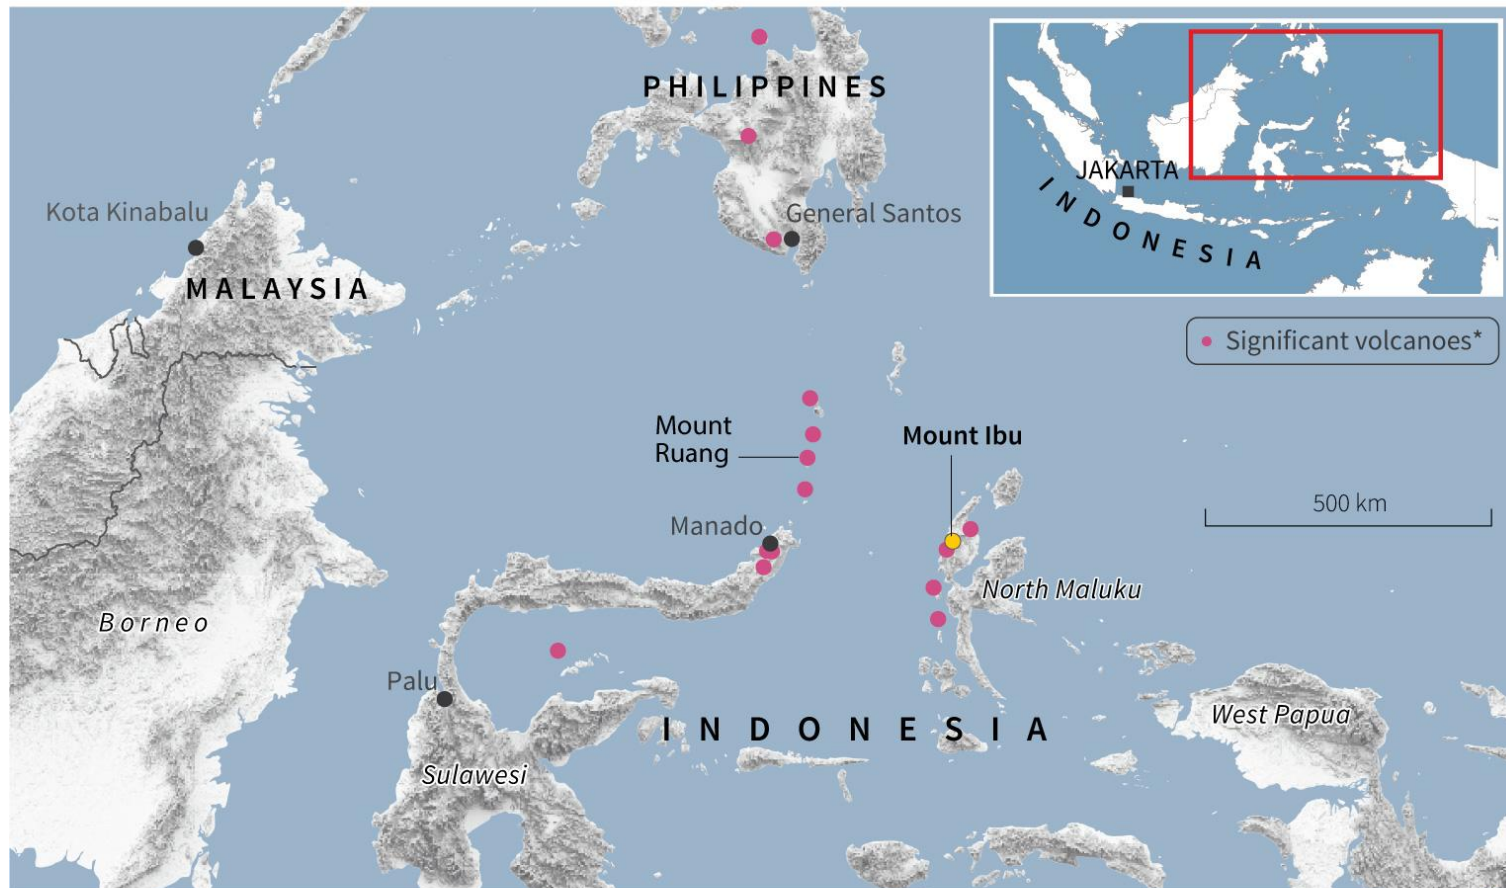 PHILIPPINES
JAKARTA
INDONESIA
Kota Kinabalu
General Santos
MALAYSIA
Significant volcanoes*
Mount
Ruang
Mount Ibu
500 km
Manado
North Maluku
Borneo
Palu
INDONESIA
West Papua
Sulawesi